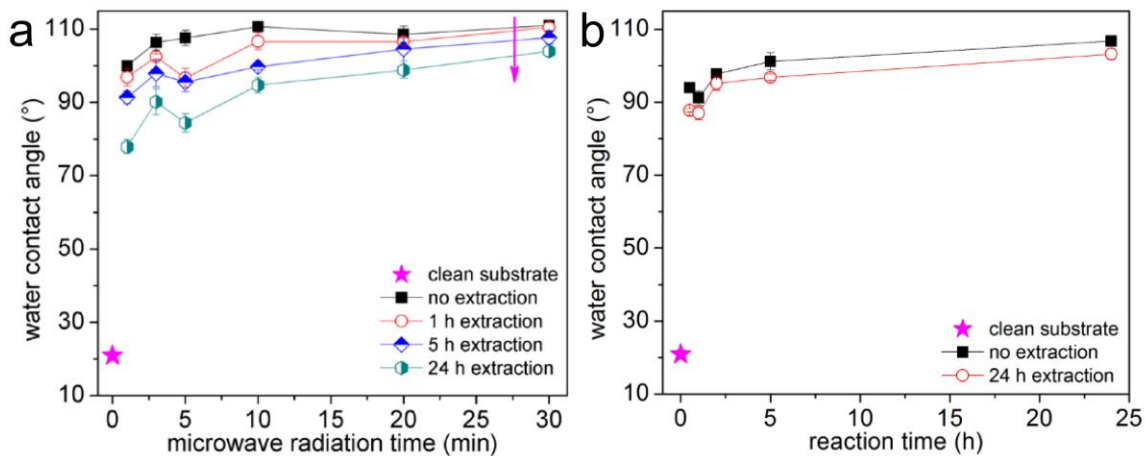 a
110
90
70
50
30
10
water contact angle (°)
clean substrate
no extraction
1 h extraction
5 h extraction
24 h extraction
0 5 10 15 20 25 30
microwave radiation time (min)
b
110
90
70
50
30
10
water contact angle (°)
clean substrate
no extraction
24 h extraction
0 5 10 15 20 25
reaction time (h)